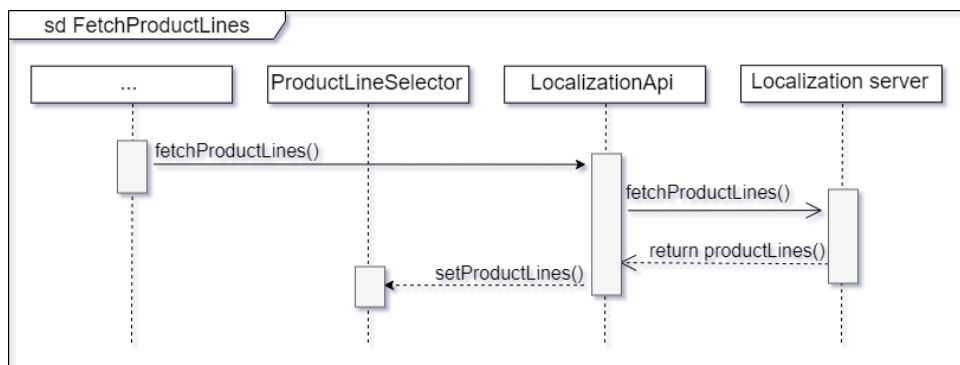 sd FetchProductLines
...
ProductLineSelector
LocalizationApi
Localization server
fetchProductLines()
fetchProductLines()
return productLines()
setProductLines()